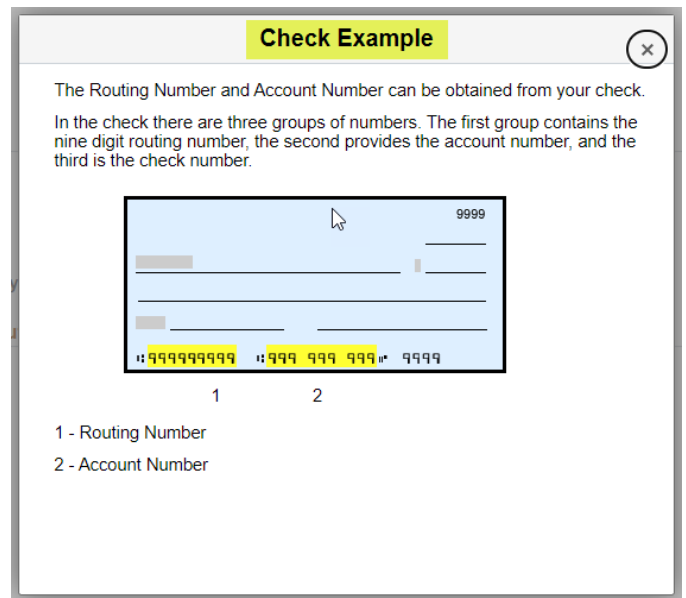 Check Example
The Routing Number and Account Number can be obtained from your check.
In the check there are three groups of numbers. The first group contains the
nine digit routing number, the second provides the account number, and the
third is the check number.
9999
⑆999999999 ⑆999 999 999⑈ 9999
1 2
1 - Routing Number
2 - Account Number